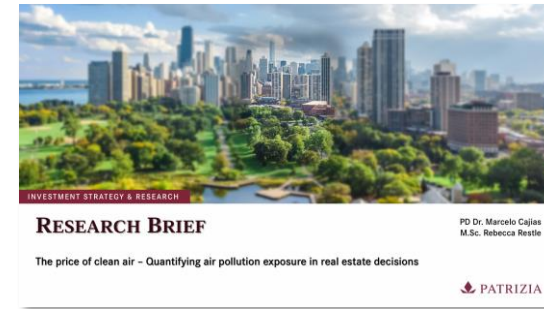 INVESTMENT STRATEGY & RESEARCH
RESEARCH BRIEF
PD Dr. Marcelo Cajias
M.Sc. Rebecca Restle
The price of clean air – Quantifying air pollution exposure in real estate decisions
PATRIZIA